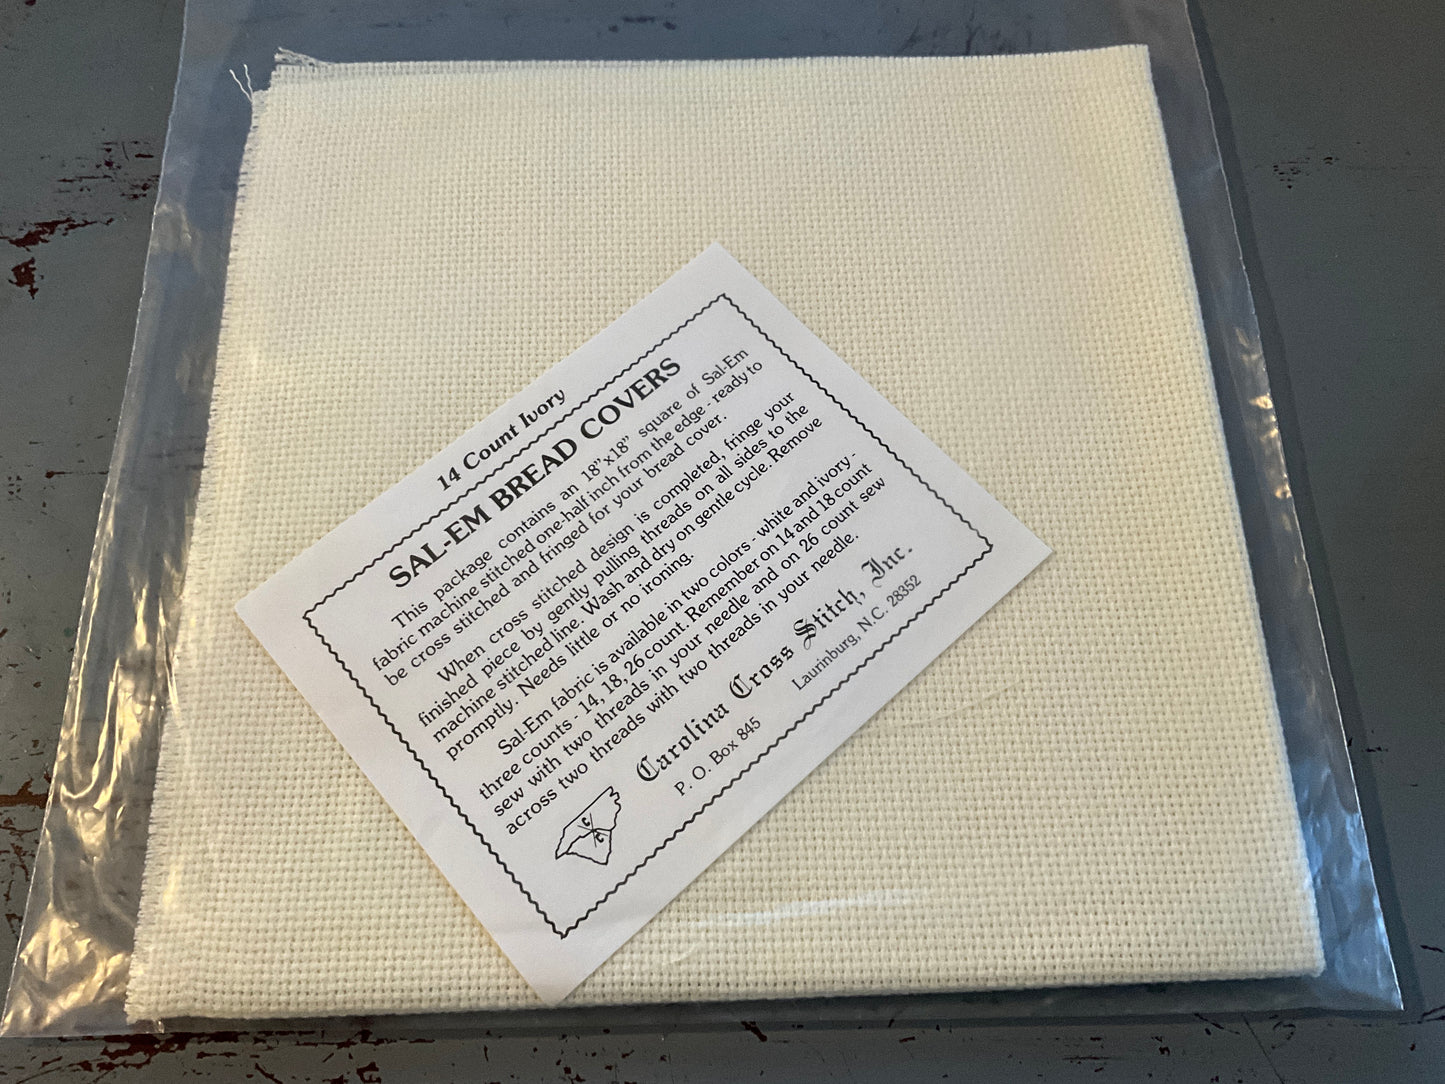 14 Count Ivory
SAL-EM BREAD COVERS
This package contains an 18"x18" square of Sal-Em
fabric machine stitched one-half inch from the edge - ready to
be cross stitched and fringed for your bread cover.
When cross stitched design is completed, fringe your
finished piece by gently pulling threads on all sides to the
machine stitched line. Wash and dry on gentle cycle. Remove
promptly. Needs little or no ironing.
Sal-Em fabric is available in two colors - white and ivory -
three counts - 14, 18, 26 count. Remember on 14 and 18 count
sew with two threads in your needle and on 26 count sew
across two threads with two threads in your needle.
C
C
Carolina Cross Stitch, Inc.
P. O. Box 845 Laurinburg, N.C. 28352